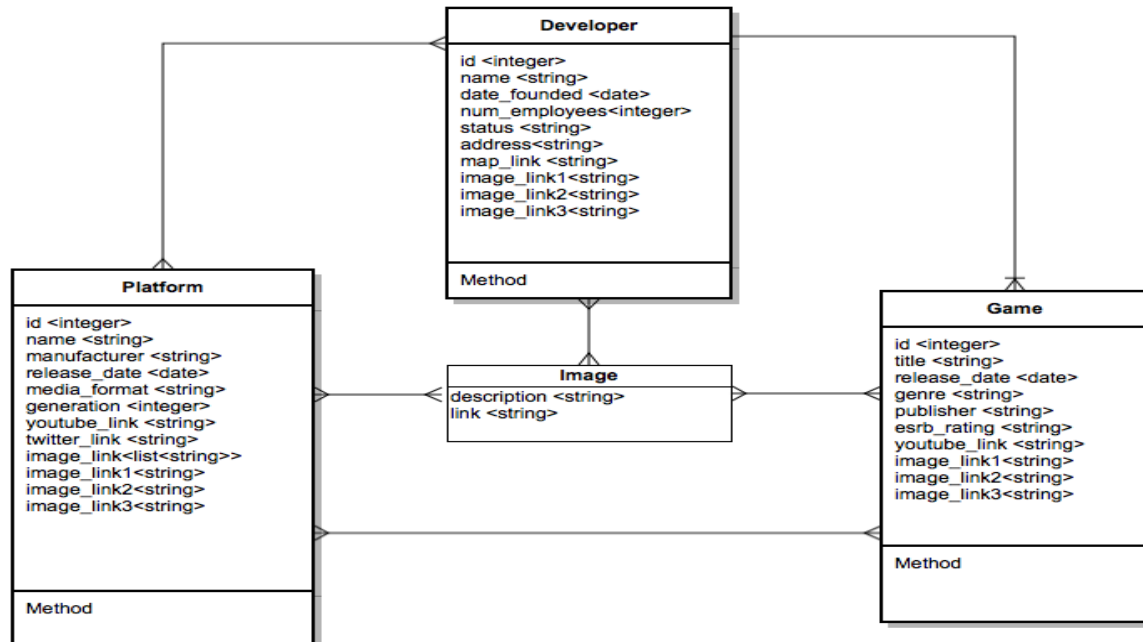 Developer
id <integer>
name <string>
date_founded <date>
num_employees<integer>
status <string>
address<string>
map_link <string>
image_link1<string>
image_link2<string>
image_link3<string>
Method
Platform
id <integer>
name <string>
manufacturer <string>
release_date <date>
media_format <string>
generation <integer>
youtube_link <string>
twitter_link <string>
image_link<list<string>>
image_link1<string>
image_link2<string>
image_link3<string>
Method
Image
description <string>
link <string>
Game
id <integer>
title <string>
release_date <date>
genre <string>
publisher <string>
esrb_rating <string>
youtube_link <string>
image_link1<string>
image_link2<string>
image_link3<string>
Method